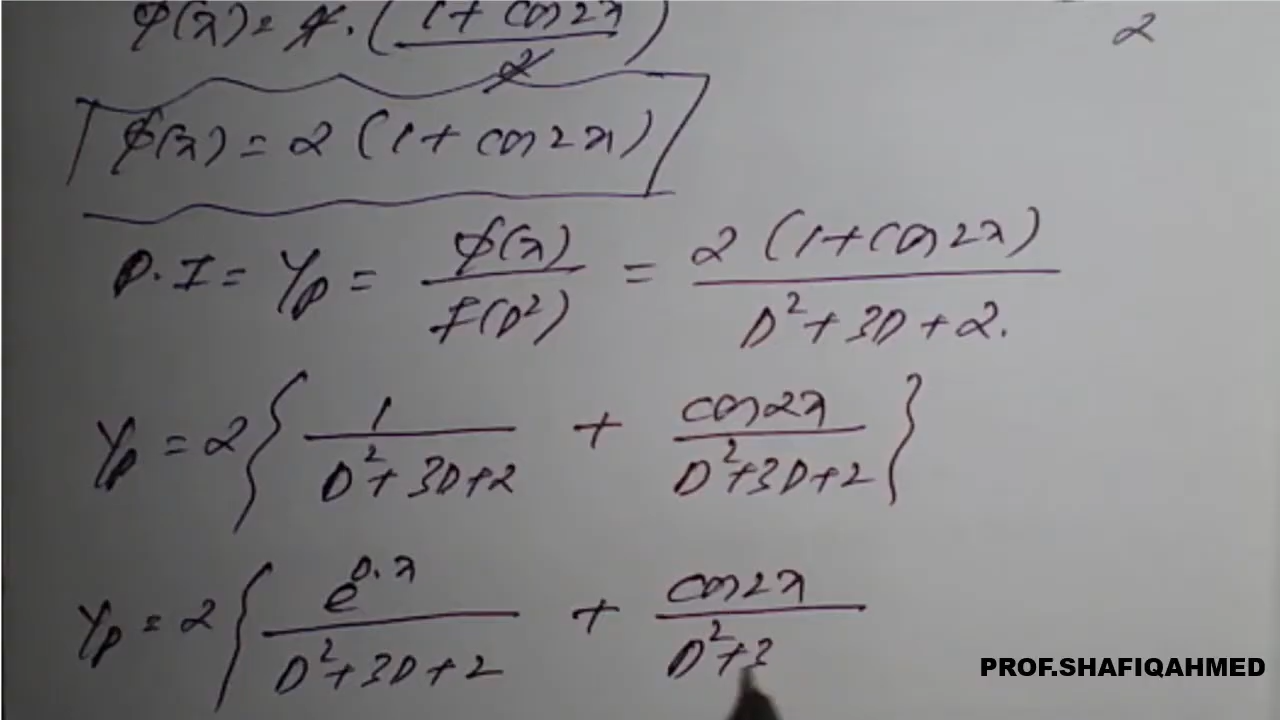 φ(x) = 4. (1 + cos2x / 2)
2
φ(x) = 2 (1 + cos2x)
P.I = yp = φ(x) / F(D²) = 2 (1 + cos2x) / D² + 3D + 2.
yp = 2 { 1 / D² + 3D + 2 + cos2x / D² + 3D + 2 }
yp = 2 { e^0.x / D² + 3D + 2 + cos2x / D² + 3
PROF.SHAFIQAHMED